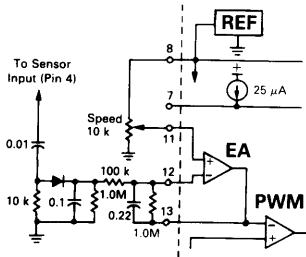 REF
8
To Sensor
Input (Pin 4)
+
25 μA
7
Speed
10 k
11
EA
0.01
+
100 k
12
−
PWM
10 k
0.1
1.0M
0.22
13
−
1.0M
+